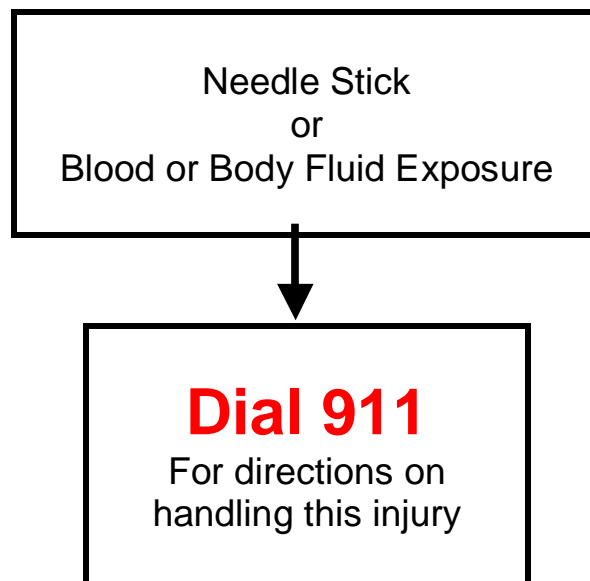 Needle Stick
or
Blood or Body Fluid Exposure
Dial 911
For directions on
handling this injury